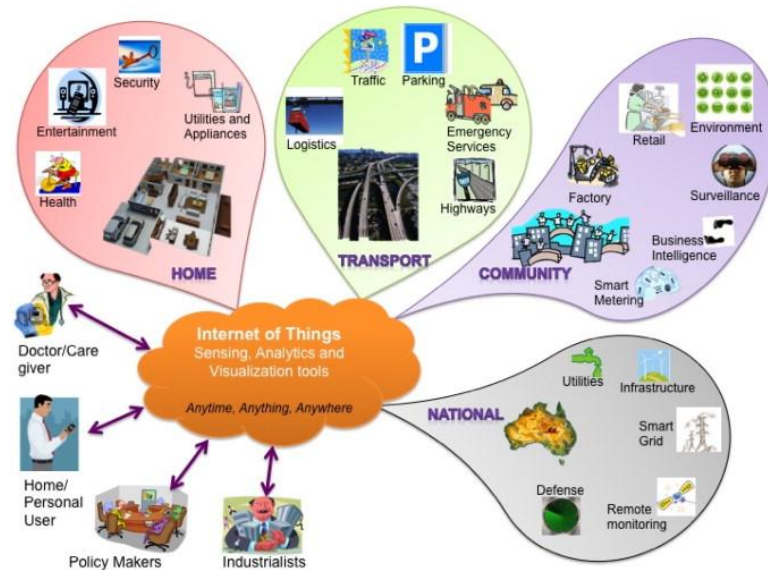 Security
Entertainment
Utilities and
Appliances
Health
HOME
Traffic
P
Parking
Logistics
Emergency
Services
Highways
TRANSPORT
Retail
Environment
Factory
Surveillance
Business
Intelligence
Smart
Metering
COMMUNITY
Internet of Things
Sensing, Analytics and
Visualization tools
Anytime, Anything, Anywhere
Doctor/Care
giver
Home/
Personal
User
Policy Makers
Industrialists
NATIONAL
Utilities
Infrastructure
Smart
Grid
Defense
Remote
monitoring